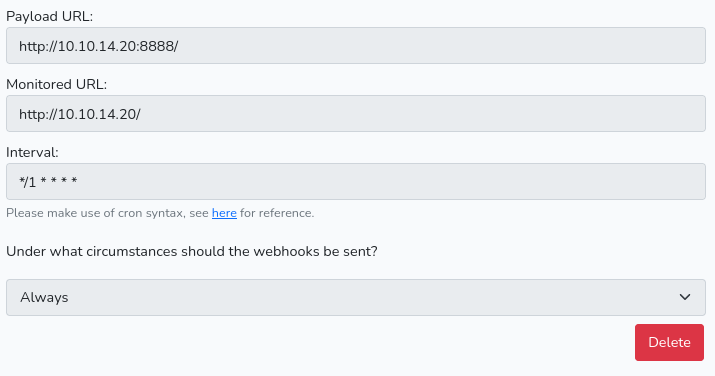 Payload URL:
http://10.10.14.20:8888/
Monitored URL:
http://10.10.14.20/
Interval:
*/1 * * * *
Please make use of cron syntax, see here for reference.
Under what circumstances should the webhooks be sent?
Always
Delete